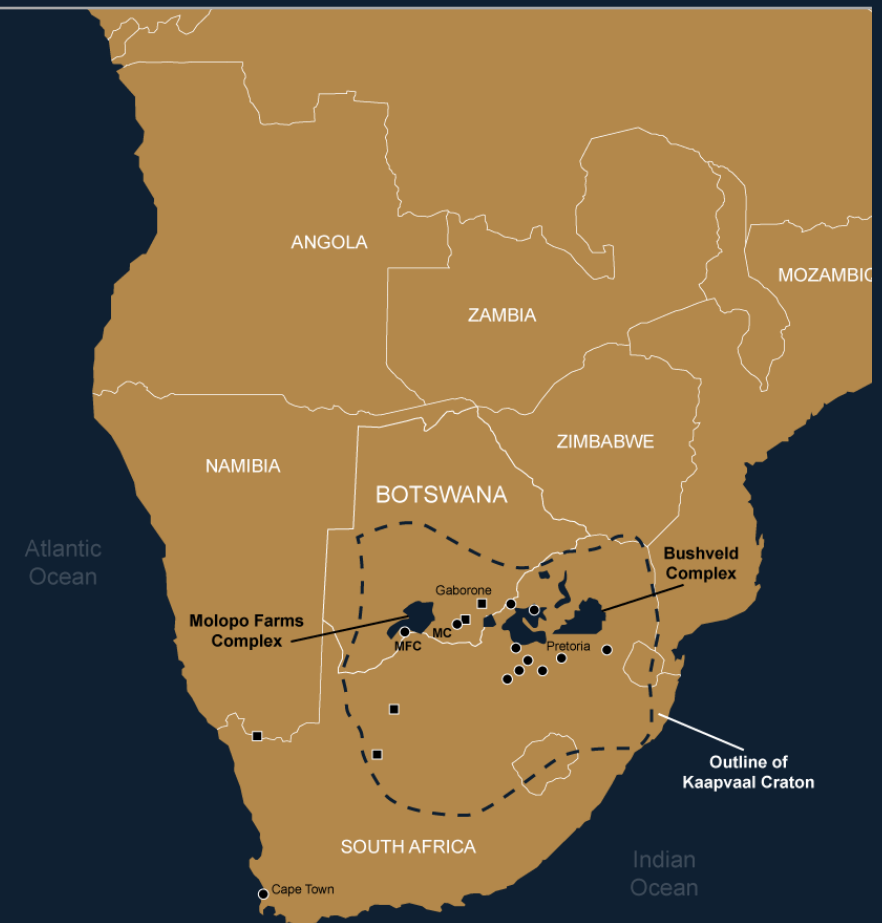 ANGOLA
MOZAMBIC
ZAMBIA
ZIMBABWE
NAMIBIA
BOTSWANA
Atlantic
Ocean
Bushveld
Complex
Gaborone
Molopo Farms
Complex
MC
MFC
Pretoria
Outline of
Kaapvaal Craton
SOUTH AFRICA
Indian
Ocean
Cape Town